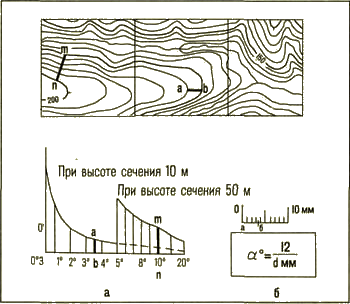 m
n
200
a b
150
При высоте сечения 10 м
При высоте сечения 50 м
0'
a
b
m
0°3 1° 2° 3° 4° 5° 8° 10° 20°
n
0 10 мм
а б
α° = 12 / d мм
а б